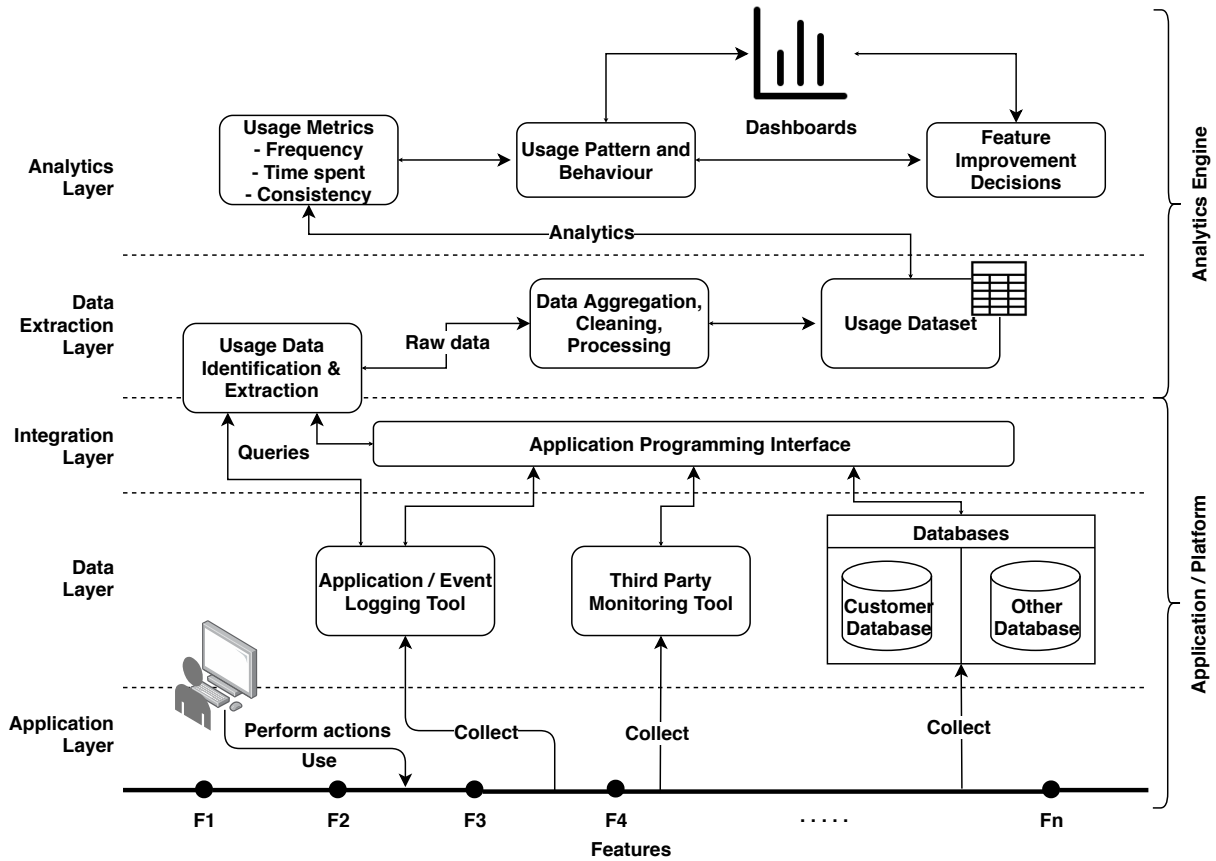 Dashboards
Usage Metrics
- Frequency
- Time spent
- Consistency
Usage Pattern and
Behaviour
Feature
Improvement
Decisions
Analytics
Layer
Analytics
Analytics Engine
Data
Extraction
Layer
Usage Data
Identification &
Extraction
Raw data
Data Aggregation,
Cleaning,
Processing
Usage Dataset
Integration
Layer
Queries
Application Programming Interface
Data
Layer
Application / Event
Logging Tool
Third Party
Monitoring Tool
Databases
Customer
Database
Other
Database
Application / Platform
Application
Layer
Perform actions
Use
Collect
Collect
Collect
F1
F2
F3
F4
. . . . .
Fn
Features